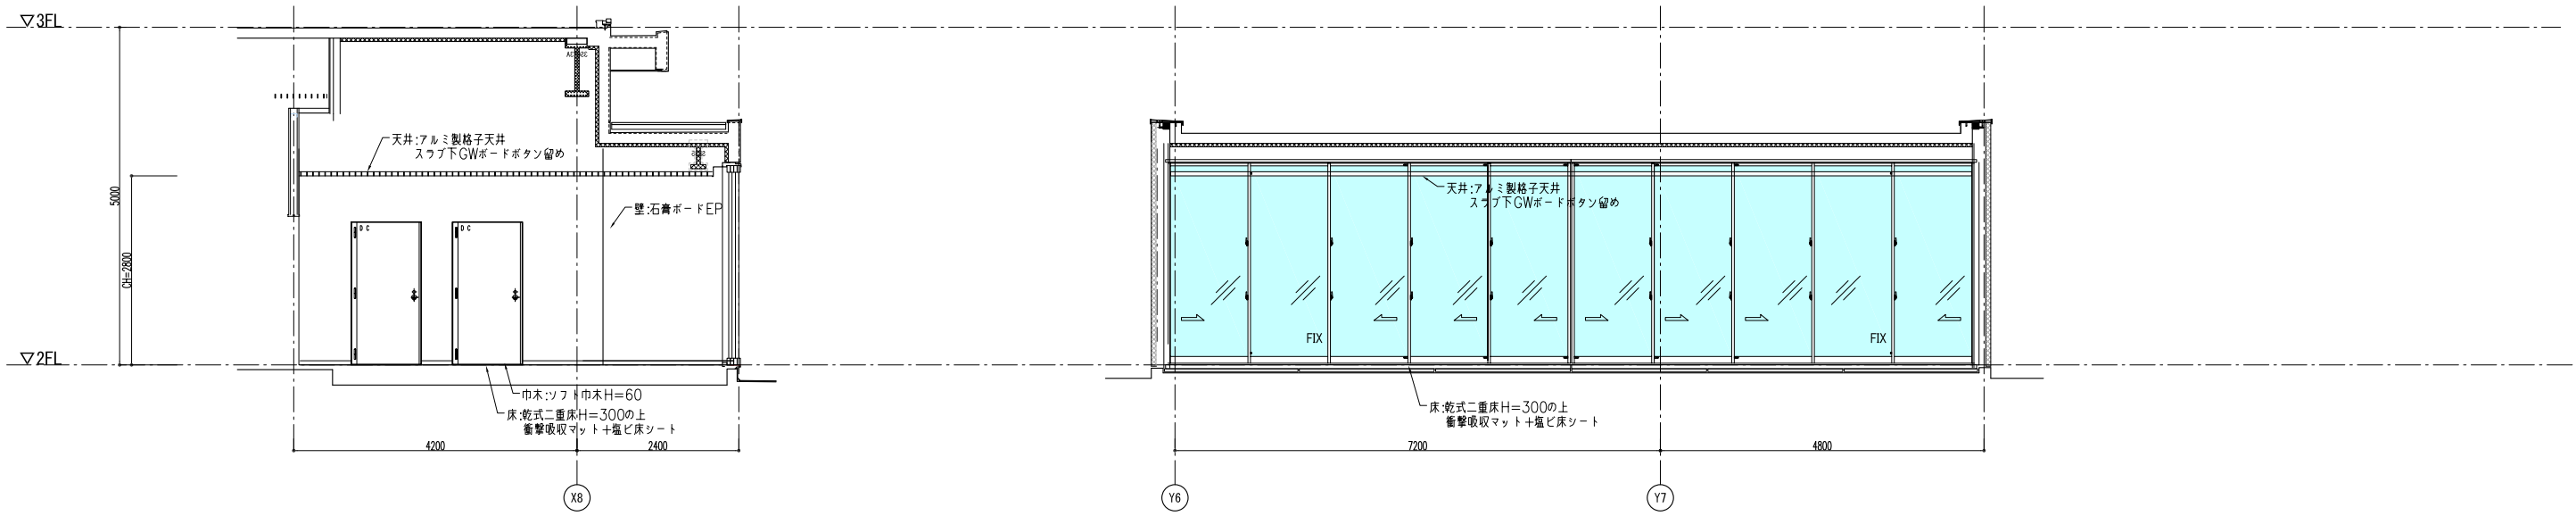 ▽3FL
天井:アルミ製格子天井
スラブ下GWボードボタン留め
5000
CH=2800
壁:石膏ボードEP
DC
DC
▽2FL
巾木:ソフト巾木H=60
床:乾式二重床H=300の上
衝撃吸収マット+塩ビ床シート
4200
2400
X8
天井:アルミ製格子天井
スラブ下GWボードボタン留め
FIX
FIX
床:乾式二重床H=300の上
衝撃吸収マット+塩ビ床シート
7200
4800
Y6
Y7